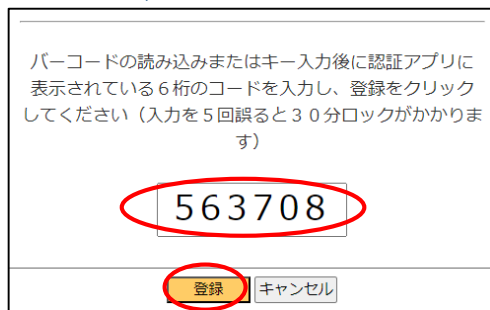 バーコードの読み込みまたはキー入力後に認証アプリに
表示されている６桁のコードを入力し、登録をクリック
してください（入力を５回誤ると３０分ロックがかかりま
す）
563708
登録 キャンセル